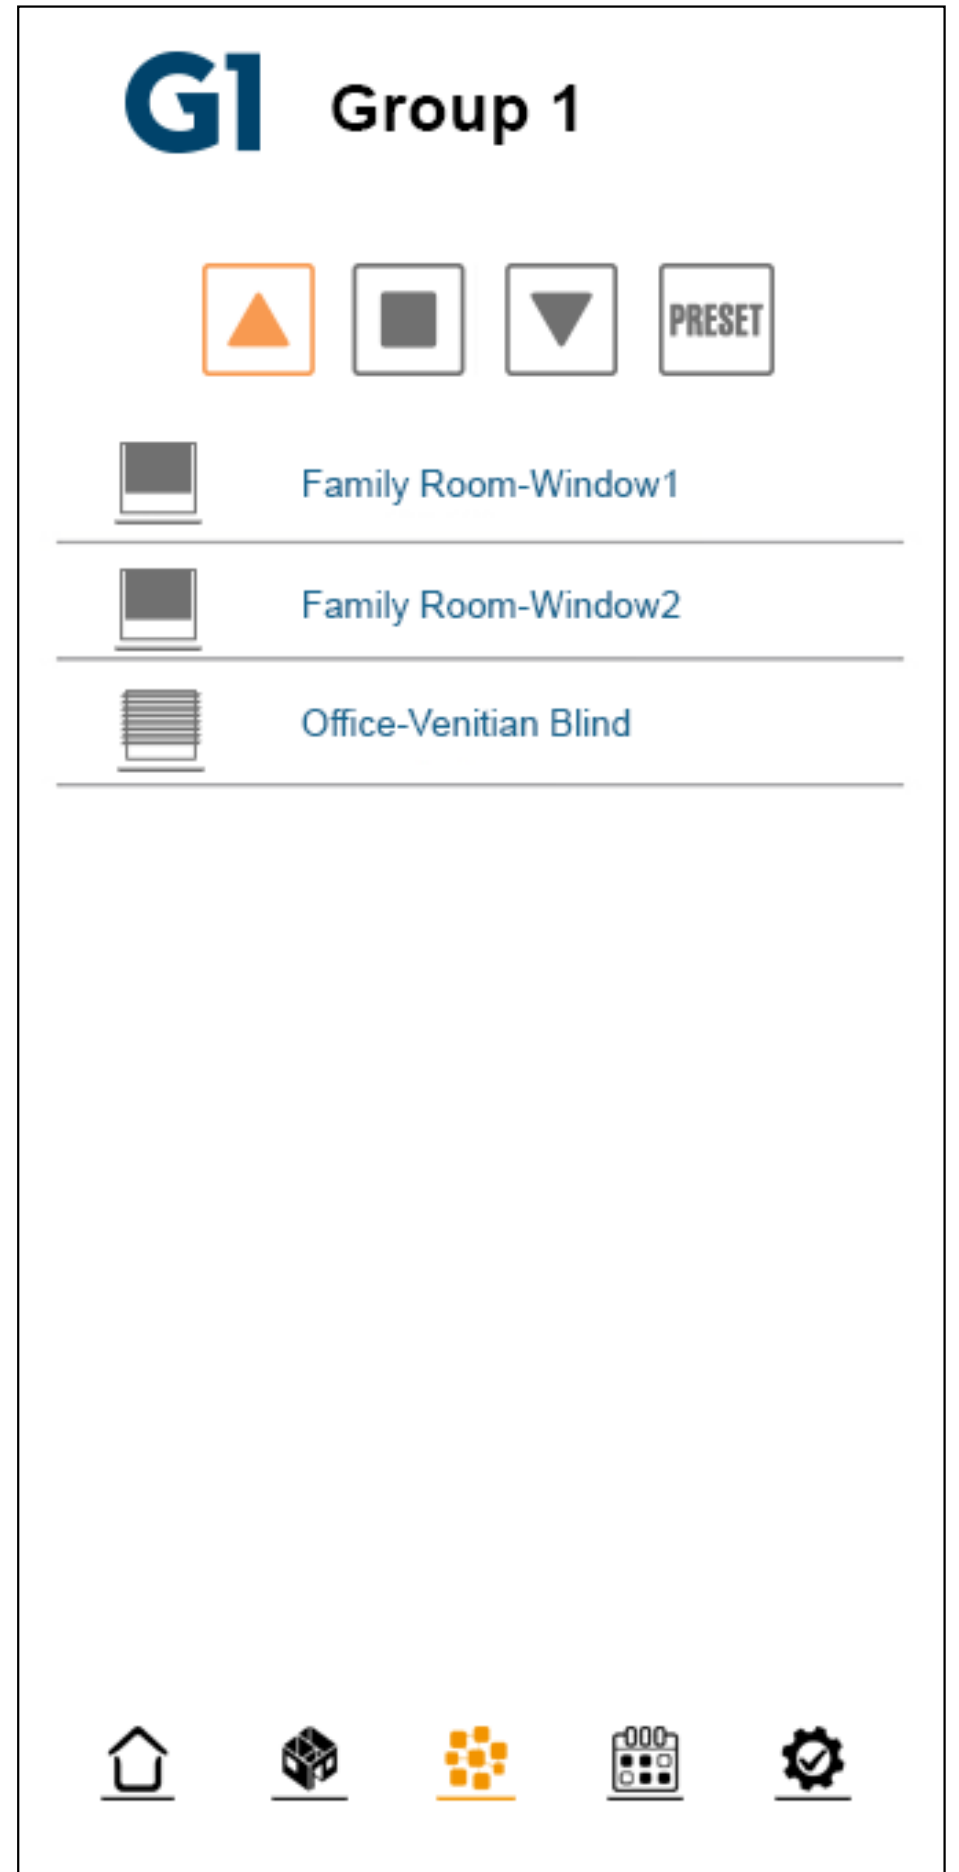 G1 Group 1
PRESET
Family Room-Window1
Family Room-Window2
Office-Venitian Blind